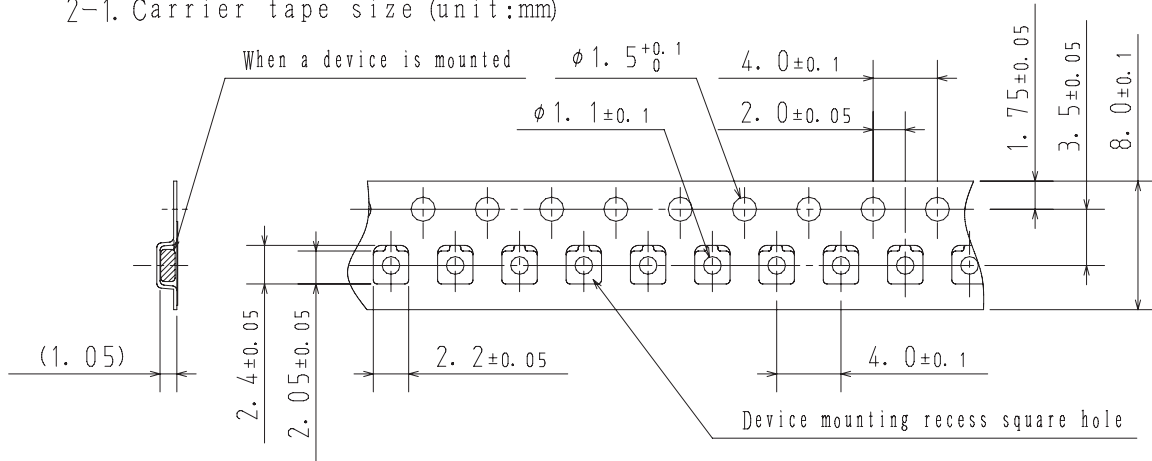 2-1. Carrier tape size (unit:mm)
When a device is mounted
φ1.5 +0.1 0
4.0±0.1
φ1.1±0.1
2.0±0.05
1.75±0.05
3.5±0.05
8.0±0.1
(1.05)
2.4±0.05
2.05±0.05
2.2±0.05
4.0±0.1
Device mounting recess square hole